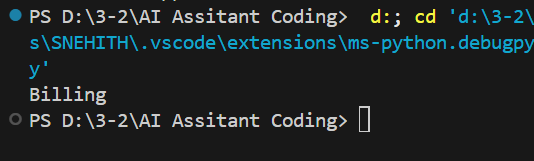 PS D:\3-2\AI Assitant Coding>  d:; cd 'd:\3-2\
s\SNEHITH\.vscode\extensions\ms-python.debugpy
y'
Billing
PS D:\3-2\AI Assitant Coding>